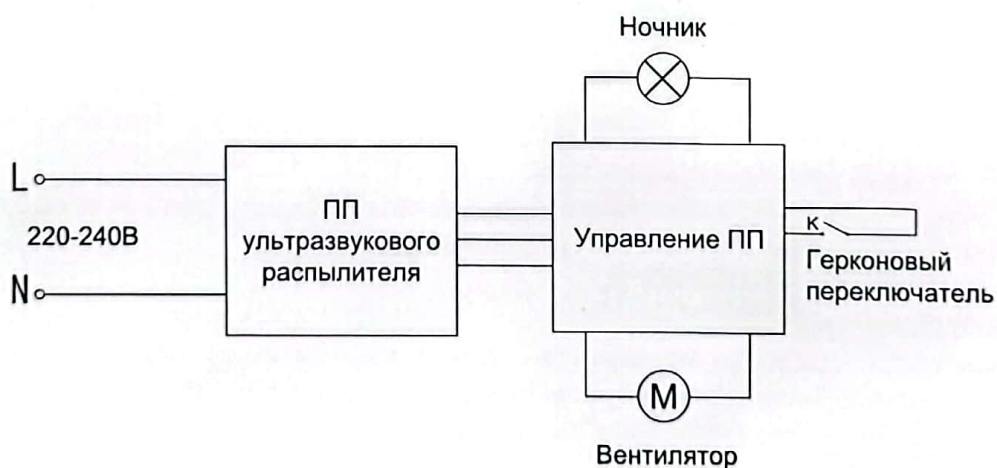 Ночник
L
220-240В
N
ПП
ультразвукового
распылителя
Управление ПП
К
Герконовый
переключатель
M
Вентилятор